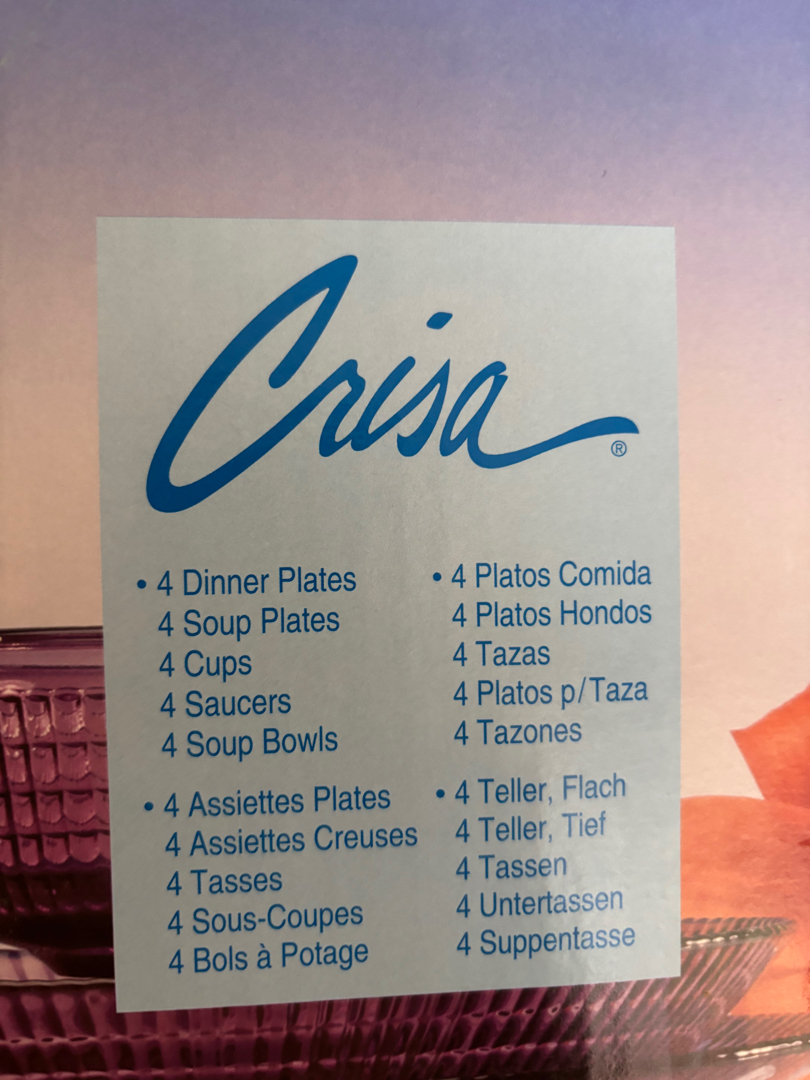 Crisa®
• 4 Dinner Plates
4 Soup Plates
4 Cups
4 Saucers
4 Soup Bowls
• 4 Platos Comida
4 Platos Hondos
4 Tazas
4 Platos p/Taza
4 Tazones
• 4 Assiettes Plates
4 Assiettes Creuses
4 Tasses
4 Sous-Coupes
4 Bols à Potage
• 4 Teller, Flach
4 Teller, Tief
4 Tassen
4 Untertassen
4 Suppentasse